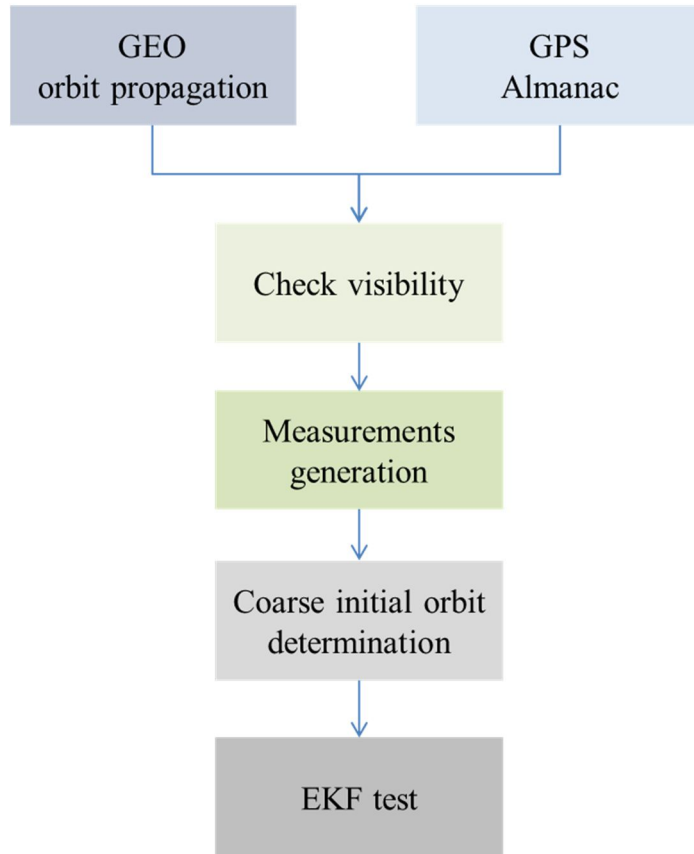 GEO
orbit propagation
GPS
Almanac
Check visibility
Measurements
generation
Coarse initial orbit
determination
EKF test